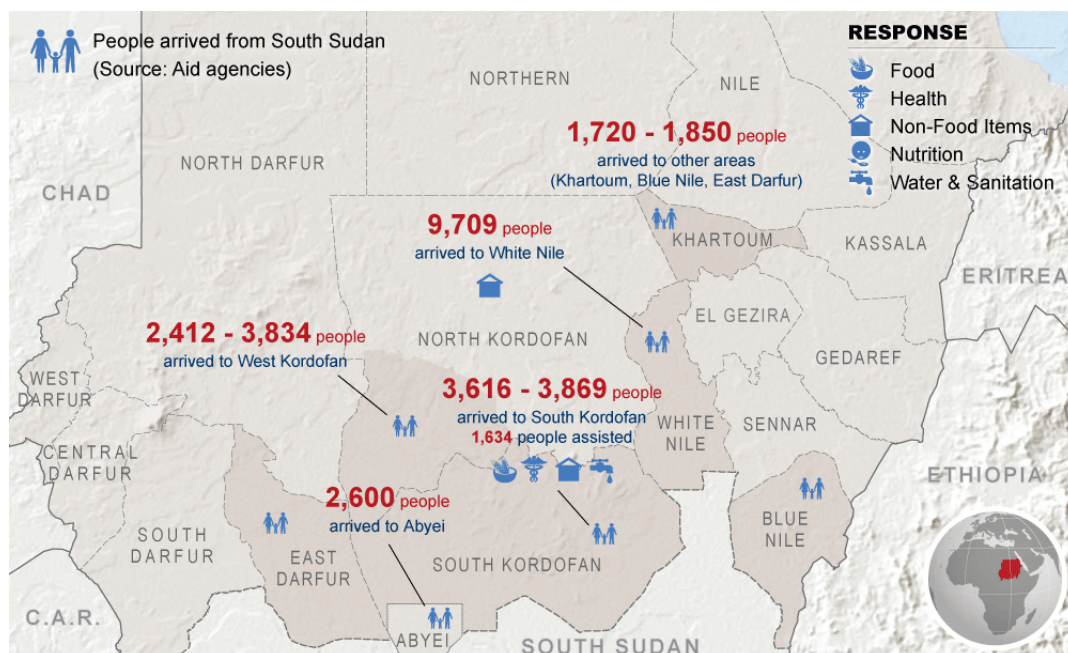 People arrived from South Sudan
(Source: Aid agencies)
RESPONSE
Food
Health
Non-Food Items
Nutrition
Water & Sanitation
NORTHERN
NILE
1,720 - 1,850 people
arrived to other areas
(Khartoum, Blue Nile, East Darfur)
NORTH DARFUR
CHAD
9,709 people
arrived to White Nile
KHARTOUM
KASSALA
ERITREA
EL GEZIRA
2,412 - 3,834 people
arrived to West Kordofan
NORTH KORDOFAN
GEDAREF
WEST
DARFUR
3,616 - 3,869 people
arrived to South Kordofan
1,634 people assisted
WHITE
NILE
SENNAR
CENTRAL
DARFUR
ETHIOPIA
2,600 people
arrived to Abyei
SOUTH
DARFUR
EAST
DARFUR
SOUTH KORDOFAN
BLUE
NILE
C.A.R.
ABYEI
SOUTH SUDAN